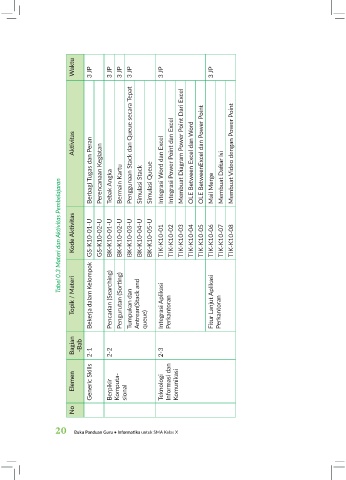 Tabel 0.2 Materi dan Aktivitas Pembelajaran
No Elemen Bagian -Bab Topik / Materi Kode Aktivitas Aktivitas Waktu
Generic Skills 2-1 Bekerja dalam Kelompok GS-K10-01-U Berbagi Tugas dan Peran 3 JP
GS-K10-02-U Perencanaan Kegiatan
Berpikir Komputa- sional 2-2 Pencarian (Searching) BK-K10-01-U Tebak Angka 3 JP
Pengurutan (Sorting) BK-K10-02-U Bermain Kartu 3 JP
Tumpukan dan Antrean(Stack and queue) BK-K10-03-U Penggunaan Stack dan Queue secara Tepat 3 JP
BK-K10-04-U Simulasi Stack
BK-K10-05-U Simulasi Queue
Teknologi Informasi dan Komunikasi 2-3 Integrasi Aplikasi Perkantoran TIK-K10-01 Integrasi Word dan Excel 3 JP
TIK-K10-02 Integrasi Power Point dan Excel
TIK-K10-03 Membuat Diagram Power Point Dari Excel
TIK-K10-04 OLE Between Excel dan Word
TIK-K10-05 OLE BetweenExcel dan Power Point
Fitur Lanjut Aplikasi Perkantoran TIK-K10-06 Mail Merge 3 JP
TIK-K10-07 Membuat Daftar Isi
TIK-K10-08 Membuat Video dengan Power Point
20 Buku Panduan Guru • Informatika untuk SMA Kelas X